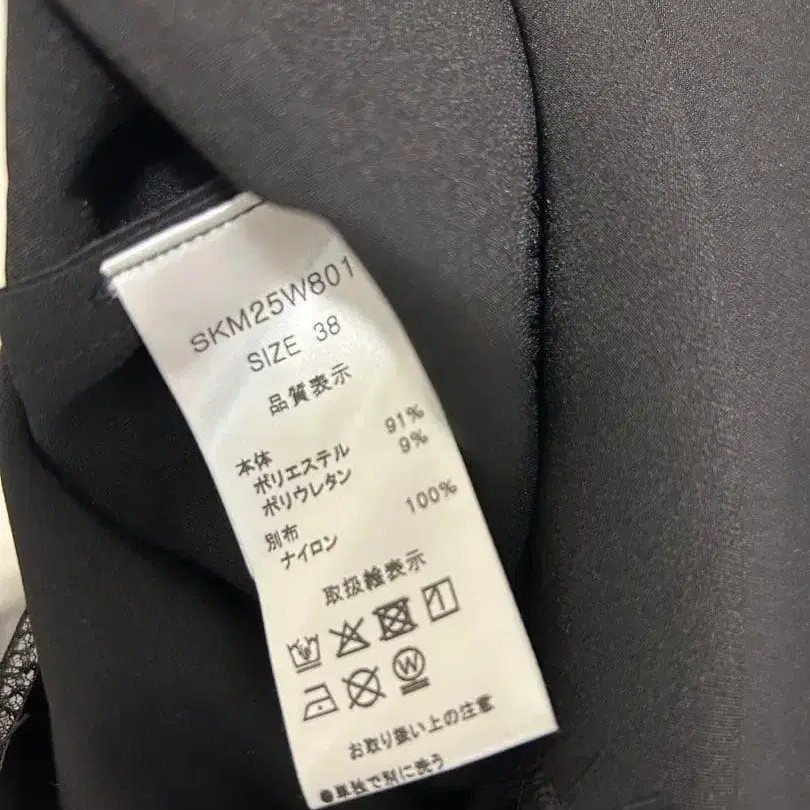 SKM25W801
SIZE 38
品質表示
本体
ポリエステル 91%
ポリウレタン 9%
別布
ナイロン 100%
取扱絵表示
W
お取り扱い上の注意
●単独で別に洗う